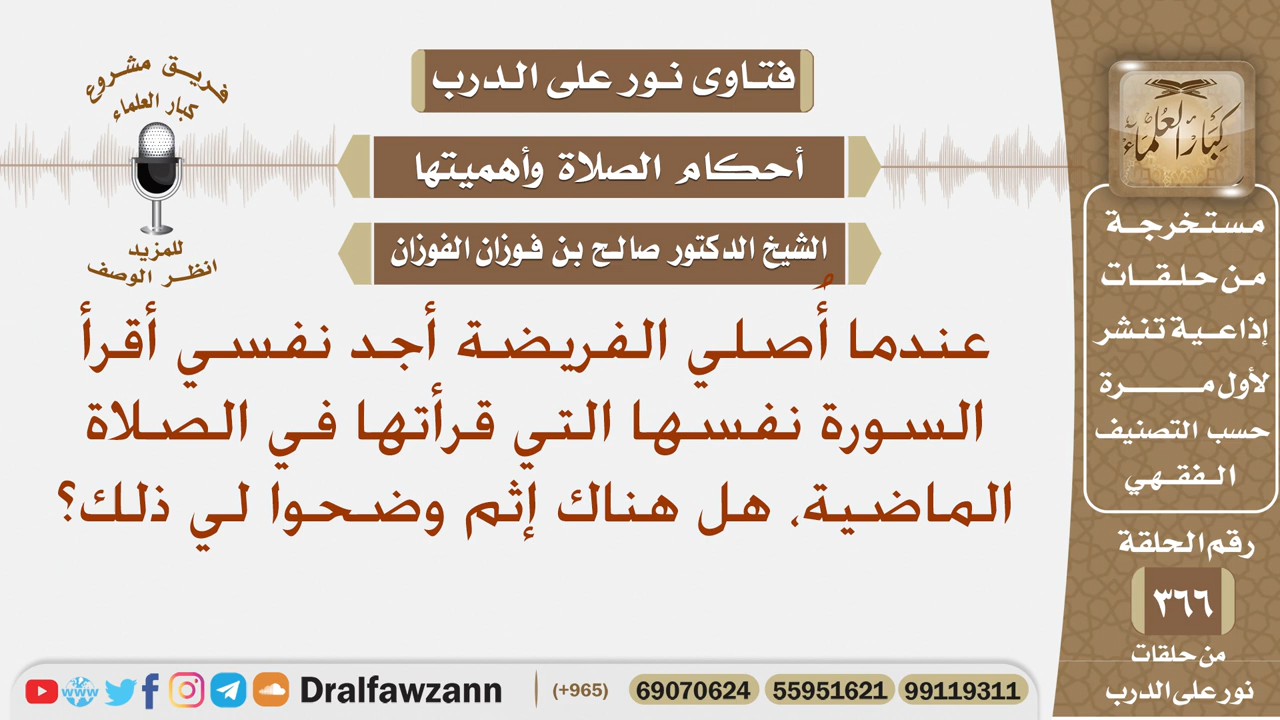 فتاوى نور على الدرب
أحكام الصلاة وأهميتها
الشيخ الدكتور صالح بن فوزان الفوزان
عندما أُصلي الفريضة أجد نفسي أقرأ
السورة نفسها التي قرأتها في الصلاة
الماضية، هل هناك إثم وضحوا لي ذلك؟
فريق مشروع
كبار العلماء
للمزيد
انظر الوصف
كبار العلماء
مستخرجة
من حلقات
إذاعية تنشر
لأول مرة
حسب التصنيف
الفقهي
رقم الحلقة
٣٦٦
من حلقات
نور على الدرب
www
Dralfawzann
(+965)
69070624
55951621
99119311